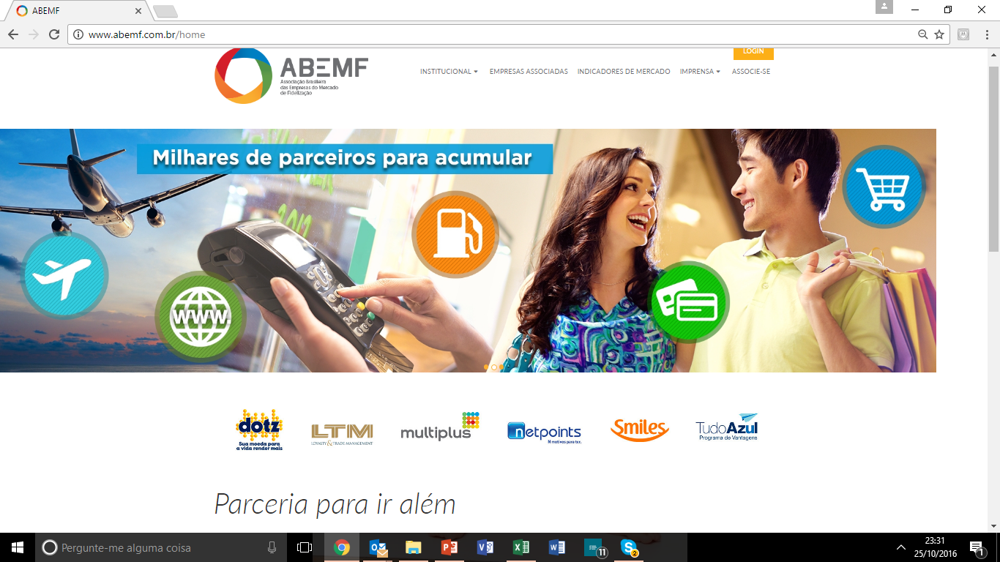 ABEMF
www.abemf.com.br/home
LOGIN
ABEMF
Associação Brasileira
das Empresas do Mercado
de Fidelização
INSTITUCIONAL EMPRESAS ASSOCIADAS INDICADORES DE MERCADO IMPRENSA ASSOCIE-SE
Milhares de parceiros para acumular
WWW.
dotz
Sua moeda para
a vida render mais
LTM
LOYALTY & TRADE MANAGEMENT
multiplus
netpoints
N motivos para ter.
Smiles
TudoAzul
Programa de Vantagens
Parceria para ir além
Pergunte-me alguma coisa
11
2
23:31
25/10/2016
1